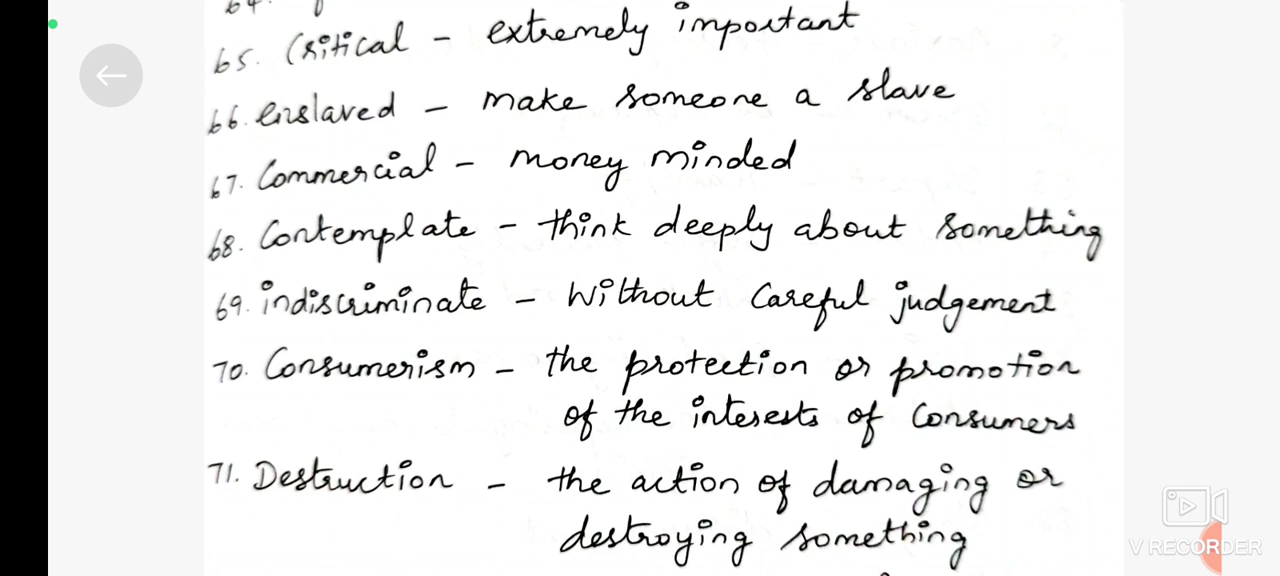 64.
65. Critical - extremely important
66. enslaved - make someone a slave
67. Commercial - money minded
68. Contemplate - think deeply about something
69. indiscriminate - Without Careful judgement
70. Consumerism - the protection or promotion
of the interests of Consumers
71. Destruction - the action of damaging or
destroying something
V RECORDER